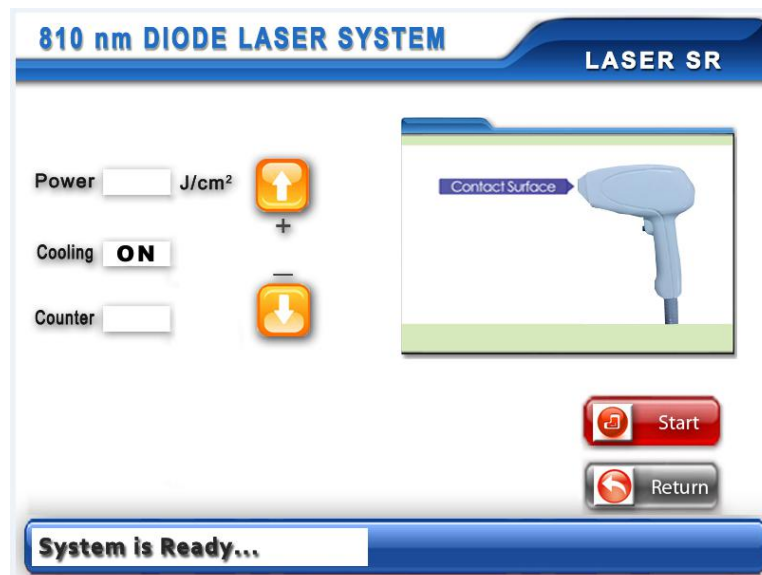 810 nm DIODE LASER SYSTEM
LASER SR
Power J/cm²
+
Cooling ON
—
Counter
Contact Surface
Start
Return
System is Ready...